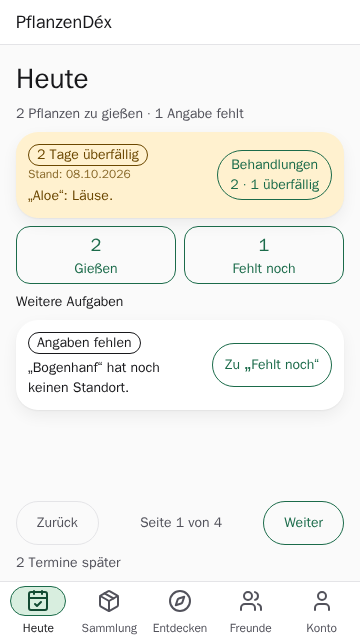 PflanzenDéx
Heute
2 Pflanzen zu gießen · 1 Angabe fehlt
2 Tage überfällig
Stand: 08.10.2026
„Aloe“: Läuse.
Behandlungen
2 · 1 überfällig
2
Gießen
1
Fehlt noch
Weitere Aufgaben
Angaben fehlen
„Bogenhanf“ hat noch
keinen Standort.
Zu „Fehlt noch“
Zurück
Seite 1 von 4
Weiter
2 Termine später
Heute
Sammlung
Entdecken
Freunde
Konto